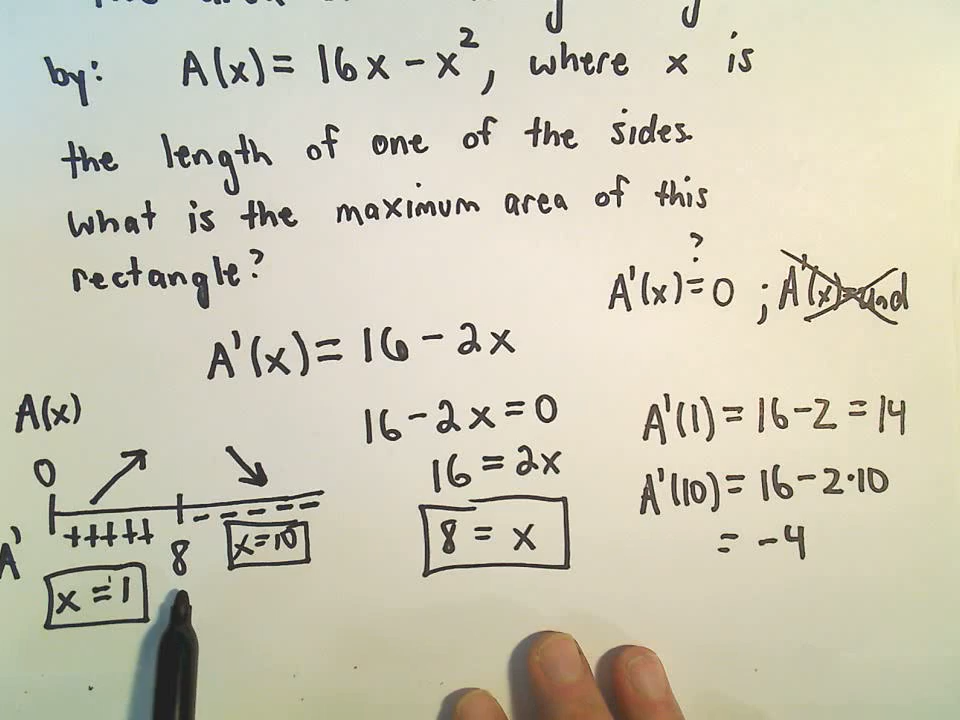 by: A(x) = 16x - x², where x is
the length of one of the sides.
What is the maximum area of this
rectangle?
A'(x) ?= 0 ; A'(x) = und
A'(x) = 16 - 2x
16 - 2x = 0
16 = 2x
8 = x
A'(1) = 16 - 2 = 14
A'(10) = 16 - 2·10
= -4
A(x)
0
+++++ - - - - - -
A' 8 x = 10
x = 1